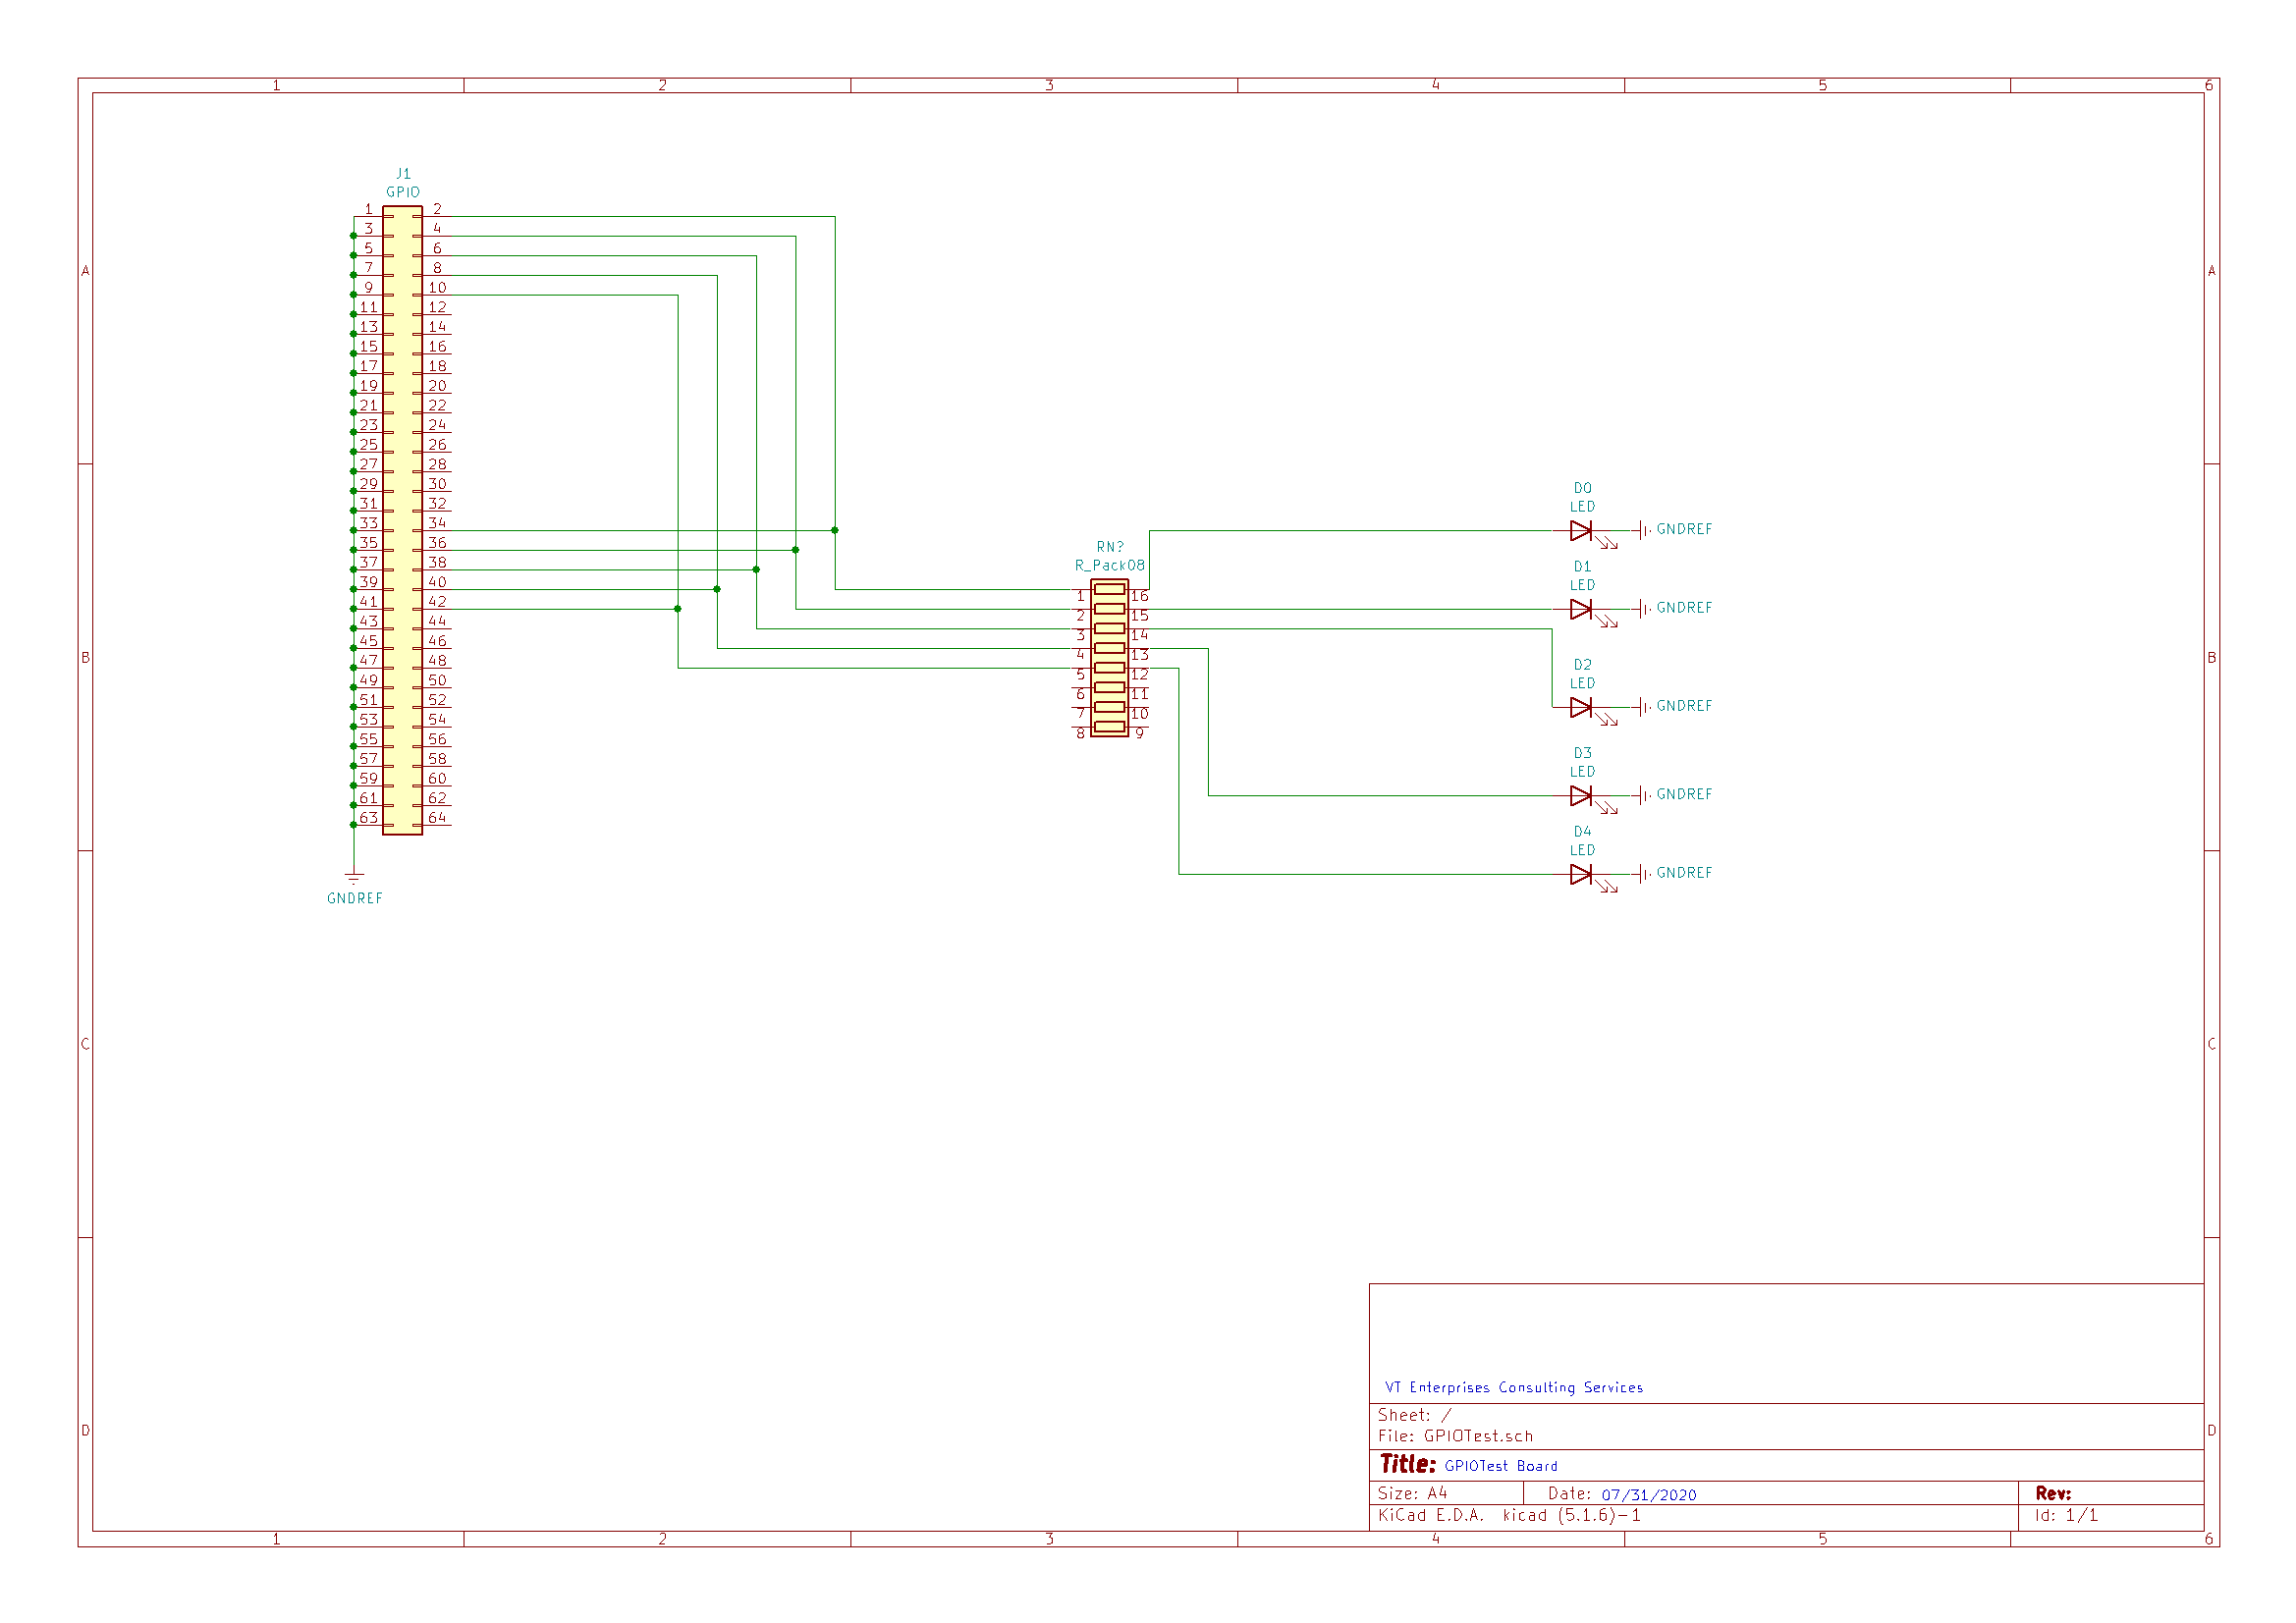 1 2 3 4 5 6
J1
GPIO
1 2
3 4
5 6
A A
7 8
9 10
11 12
13 14
15 16
17 18
19 20
21 22
23 24
25 26
27 28
29 30
31 32
33 34
35 36
37 38
39 40
41 42
43 44
45 46
47 48
49 50
51 52
53 54
55 56
57 58
59 60
61 62
63 64
GNDREF
RN?
R_Pack08
1 16
2 15
3 14
4 13
5 12
6 11
7 10
8 9
D0
LED
GNDREF
D1
LED
GNDREF
D2
LED
GNDREF
D3
LED
GNDREF
D4
LED
GNDREF
B B
C C
D D
VT Enterprises Consulting Services
Sheet: /
File: GPIOTest.sch
Title: GPIOTest Board
Size: A4 Date: 07/31/2020 Rev:
KiCad E.D.A. kicad (5.1.6)-1 Id: 1/1
1 2 3 4 5 6